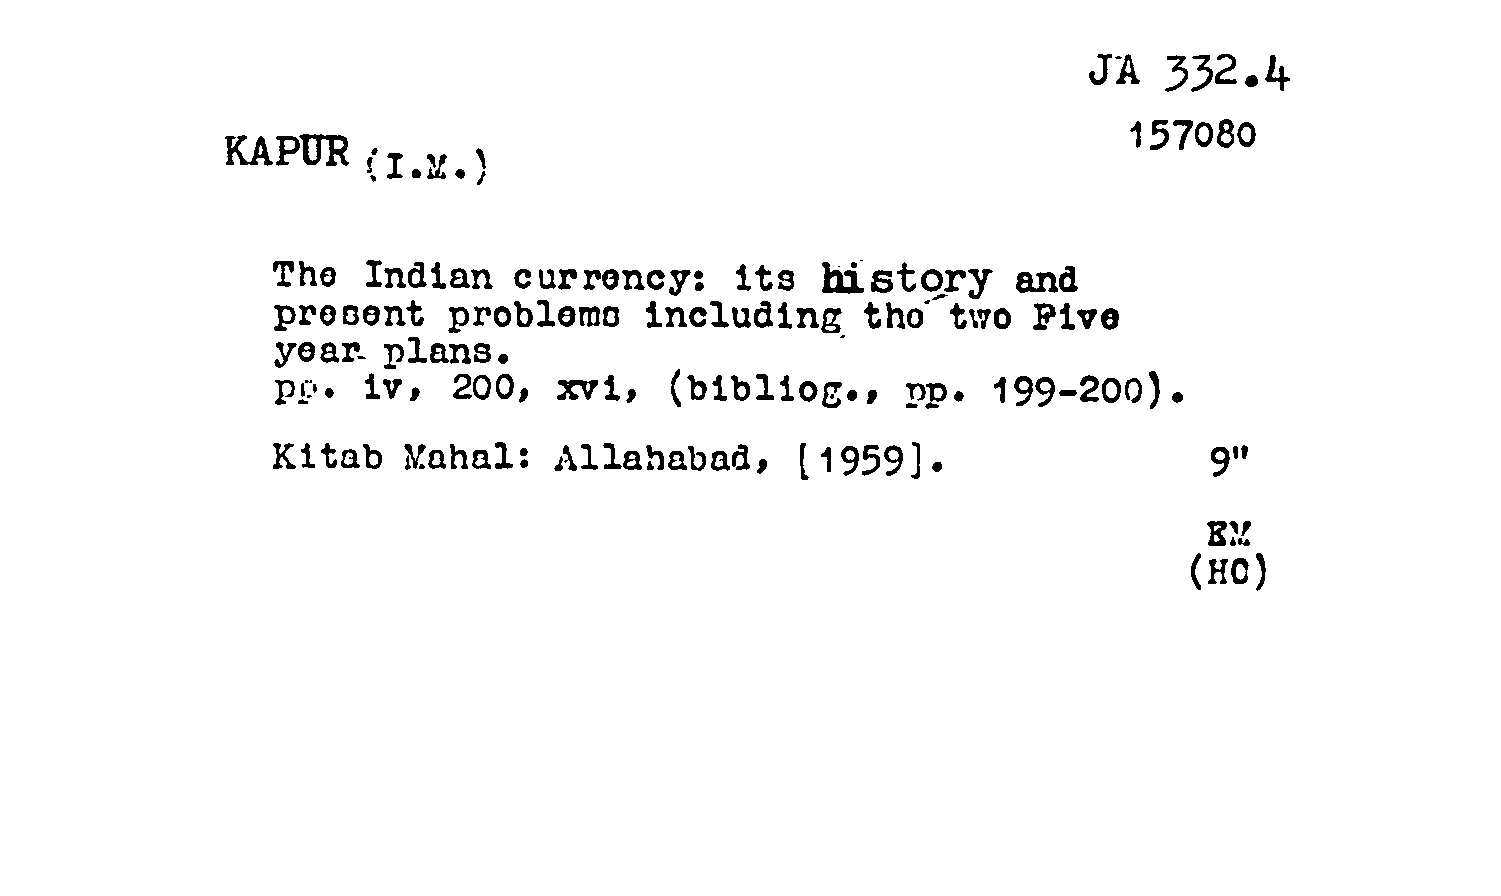 JA 332.4
157080
KAPUR (I.M.)
The Indian currency: its history and
present problems including the two Five
year plans.
pp. iv, 200, xvi, (bibliog., pp. 199-200).
Kitab Mahal: Allahabad, [1959]. 9"
EM
(HC)